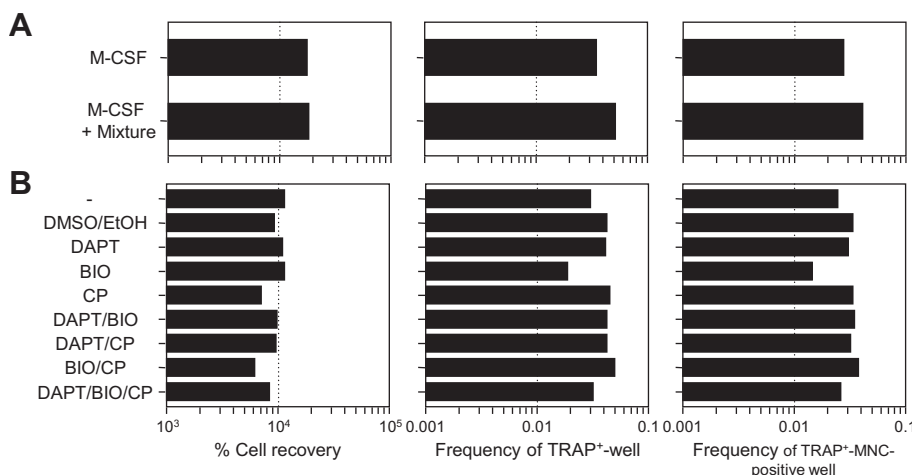 A
M-CSF
M-CSF
+ Mixture
B
-
DMSO/EtOH
DAPT
BIO
CP
DAPT/BIO
DAPT/CP
BIO/CP
DAPT/BIO/CP
10³ 10⁴ 10⁵ 0.001 0.01 0.1 0.001 0.01 0.1
% Cell recovery Frequency of TRAP⁺-well Frequency of TRAP⁺-MNC-
positive well